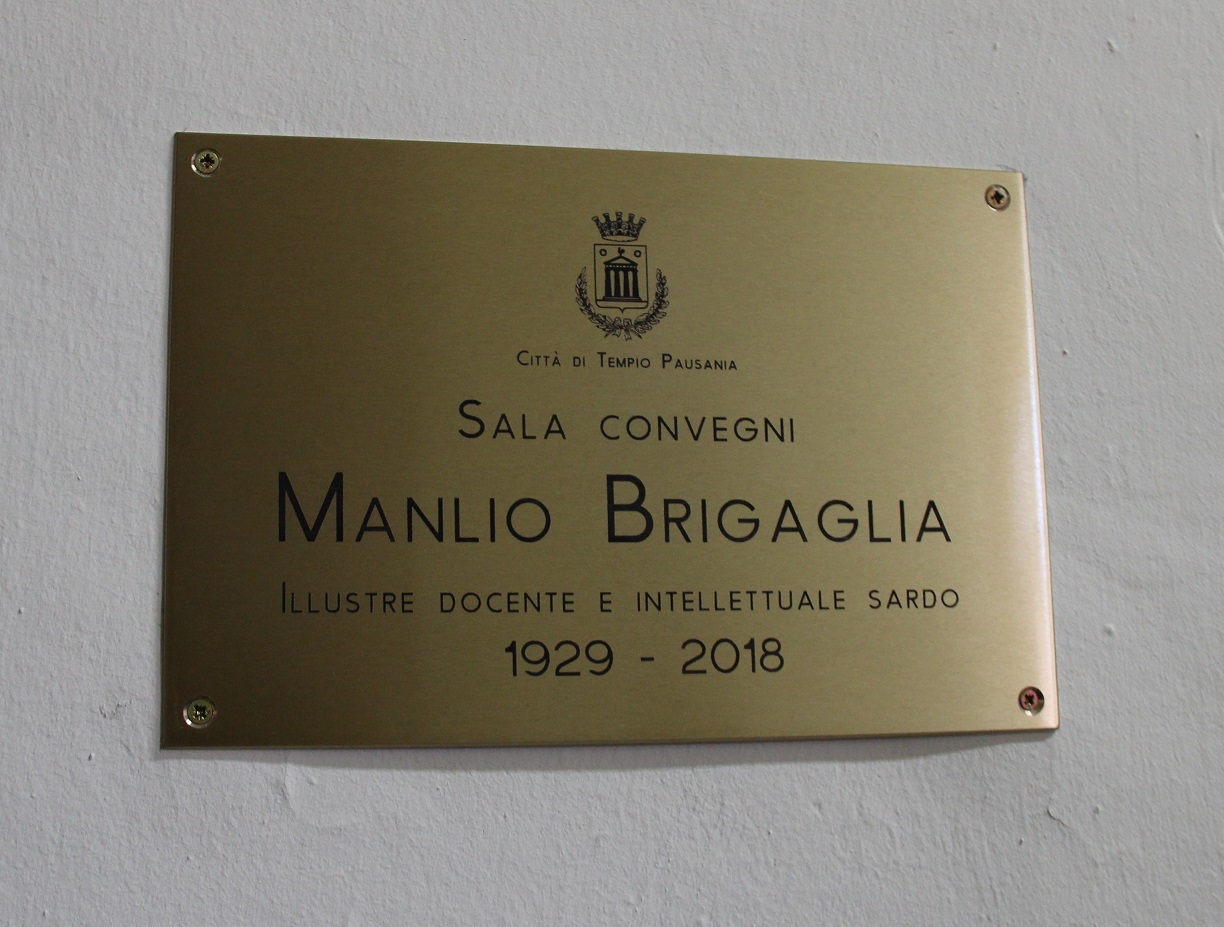 Città di Tempio Pausania
Sala convegni
Manlio Brigaglia
Illustre docente e intellettuale sardo
1929 - 2018